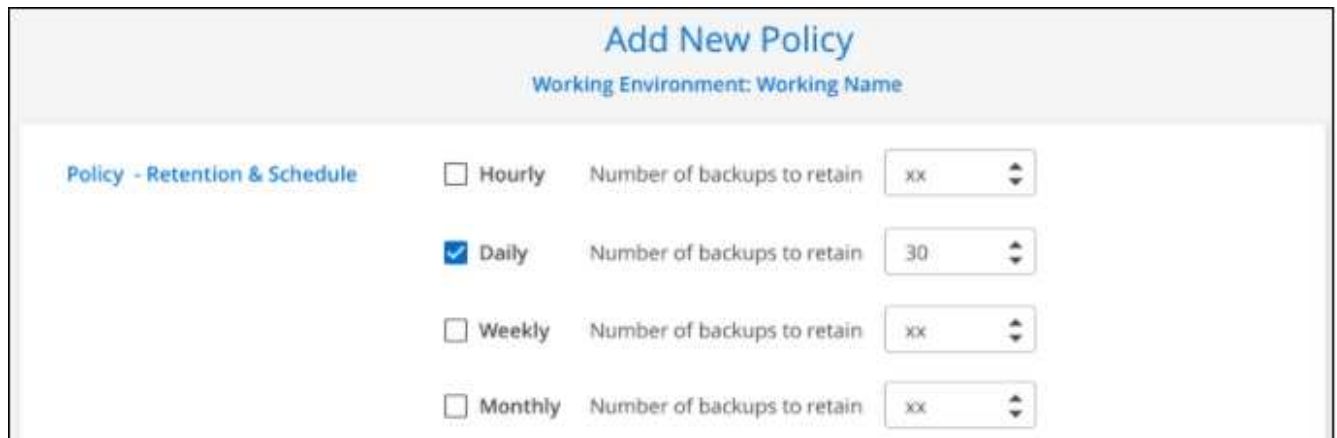 Add New Policy
Working Environment: Working Name
Policy - Retention & Schedule
Hourly Number of backups to retain xx
Daily Number of backups to retain 30
Weekly Number of backups to retain xx
Monthly Number of backups to retain xx